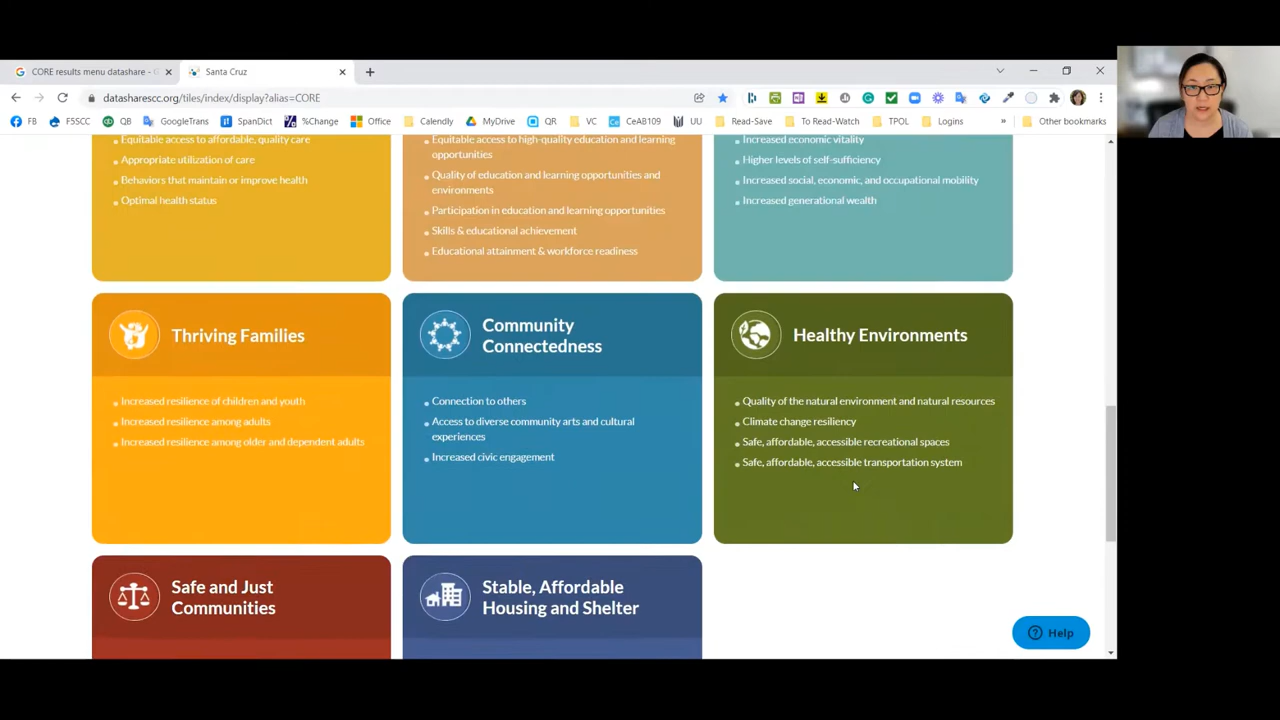 CORE results menu datashare -
Santa Cruz
datasharescc.org/tiles/index/display?alias=CORE
FB
F5SCC
QB
GoogleTrans
SpanDict
%Change
Office
Calendly
MyDrive
QR
VC
CeAB109
UU
Read-Save
To Read-Watch
TPOL
Logins
»
Other bookmarks
Equitable access to affordable, quality care
Appropriate utilization of care
Behaviors that maintain or improve health
Optimal health status
Equitable access to high-quality education and learning
opportunities
Quality of education and learning opportunities and
environments
Participation in education and learning opportunities
Skills & educational achievement
Educational attainment & workforce readiness
Increased economic vitality
Higher levels of self-sufficiency
Increased social, economic, and occupational mobility
Increased generational wealth
Thriving Families
Increased resilience of children and youth
Increased resilience among adults
Increased resilience among older and dependent adults
Community
Connectedness
Connection to others
Access to diverse community arts and cultural
experiences
Increased civic engagement
Healthy Environments
Quality of the natural environment and natural resources
Climate change resiliency
Safe, affordable, accessible recreational spaces
Safe, affordable, accessible transportation system
Safe and Just
Communities
Stable, Affordable
Housing and Shelter
Help